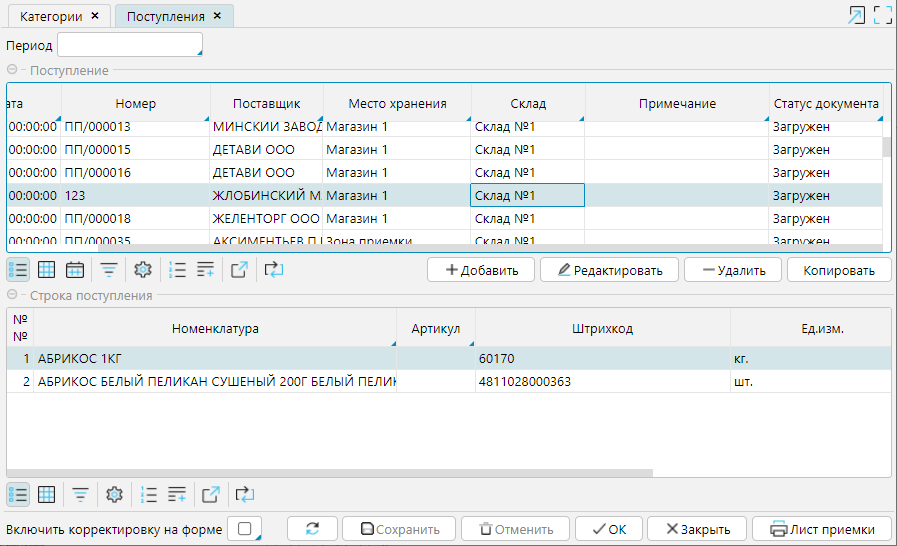 Категории × Поступления ×
Период
Поступление
ата Номер Поставщик Место хранения Склад Примечание Статус документа
00:00:00 ПП/000013 МИНСКИЙ ЗАВОД Магазин 1 Склад №1 Загружен
00:00:00 ПП/000015 ДЕТАВИ ООО Магазин 1 Склад №1 Загружен
00:00:00 ПП/000016 ДЕТАВИ ООО Магазин 1 Склад №1 Загружен
00:00:00 123 ЖЛОБИНСКИЙ М Магазин 1 Склад №1 Загружен
00:00:00 ПП/000018 ЖЕЛЕНТОРГ ООО Магазин 1 Склад №1 Загружен
00:00:00 ПП/000035 АКСИМЕНТЬЕВ П.І Зона приемки Склад №1 Загружен
Добавить Редактировать Удалить Копировать
Строка поступления
№ № Номенклатура Артикул Штрихкод Ед.изм.
1 АБРИКОС 1КГ 60170 кг.
2 АБРИКОС БЕЛЫЙ ПЕЛИКАН СУШЕНЫЙ 200Г БЕЛЫЙ ПЕЛИК 4811028000363 шт.
Включить корректировку на форме Сохранить Отменить ОК Закрыть Лист приемки